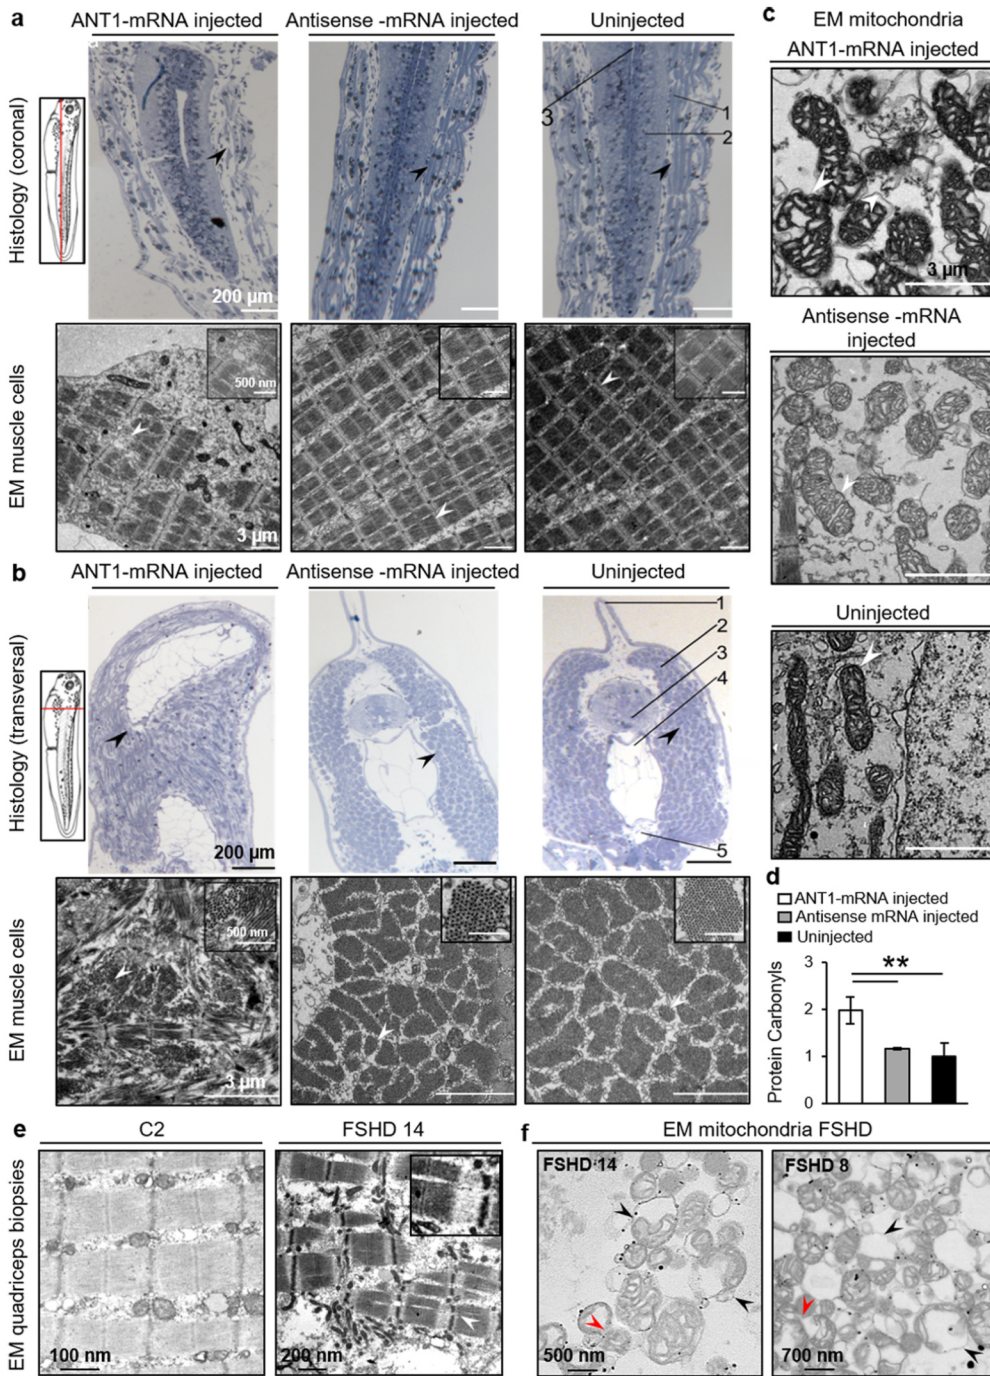 a
ANT1-mRNA injected
Antisense -mRNA injected
Uninjected
Histology (coronal)
200 µm
3
1
2
EM muscle cells
500 nm
3 µm
b
ANT1-mRNA injected
Antisense -mRNA injected
Uninjected
Histology (transversal)
200 µm
1
2
3
4
5
EM muscle cells
500 nm
3 µm
c
EM mitochondria
ANT1-mRNA injected
3 µm
Antisense -mRNA
injected
Uninjected
d
ANT1-mRNA injected
Antisense mRNA injected
Uninjected
Protein Carbonyls
3
2
1
0
**
e
C2
FSHD 14
EM quadriceps biopsies
100 nm
200 nm
f
EM mitochondria FSHD
FSHD 14
500 nm
FSHD 8
700 nm